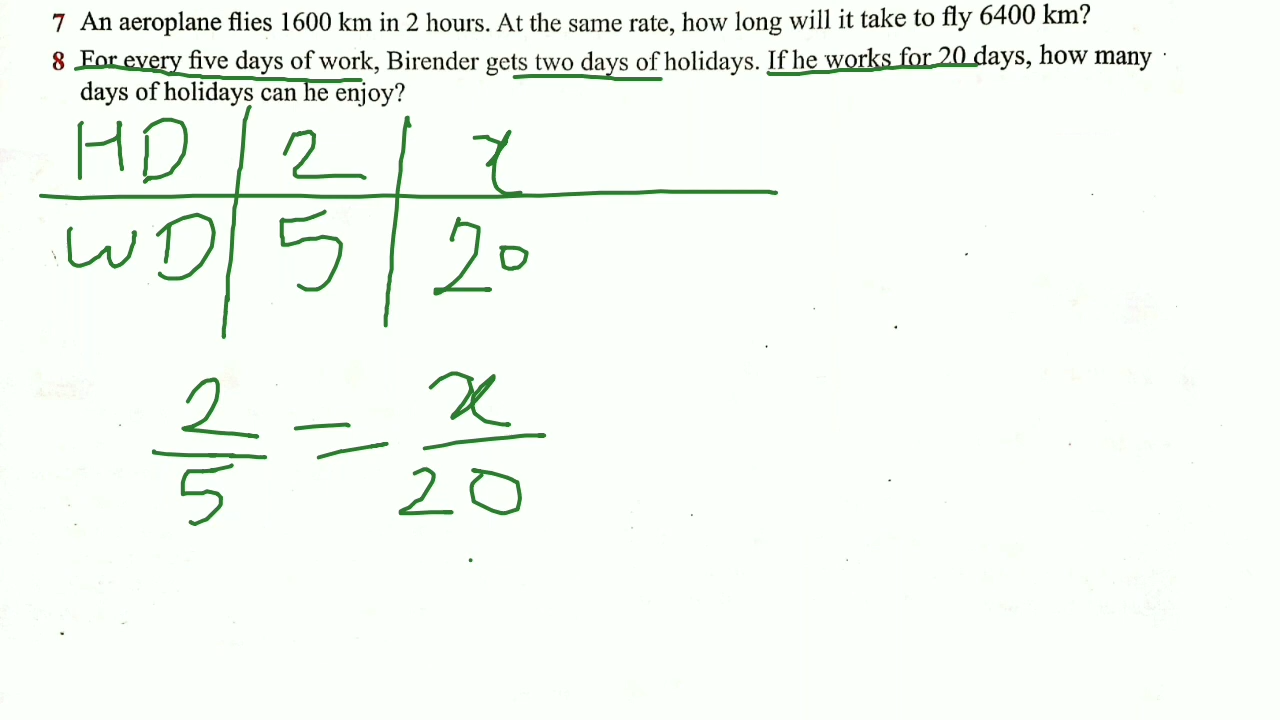 7 An aeroplane flies 1600 km in 2 hours. At the same rate, how long will it take to fly 6400 km?
8 For every five days of work, Birender gets two days of holidays. If he works for 20 days, how many
days of holidays can he enjoy?
HD 2 x
WD 5 20
2/5 = x/20